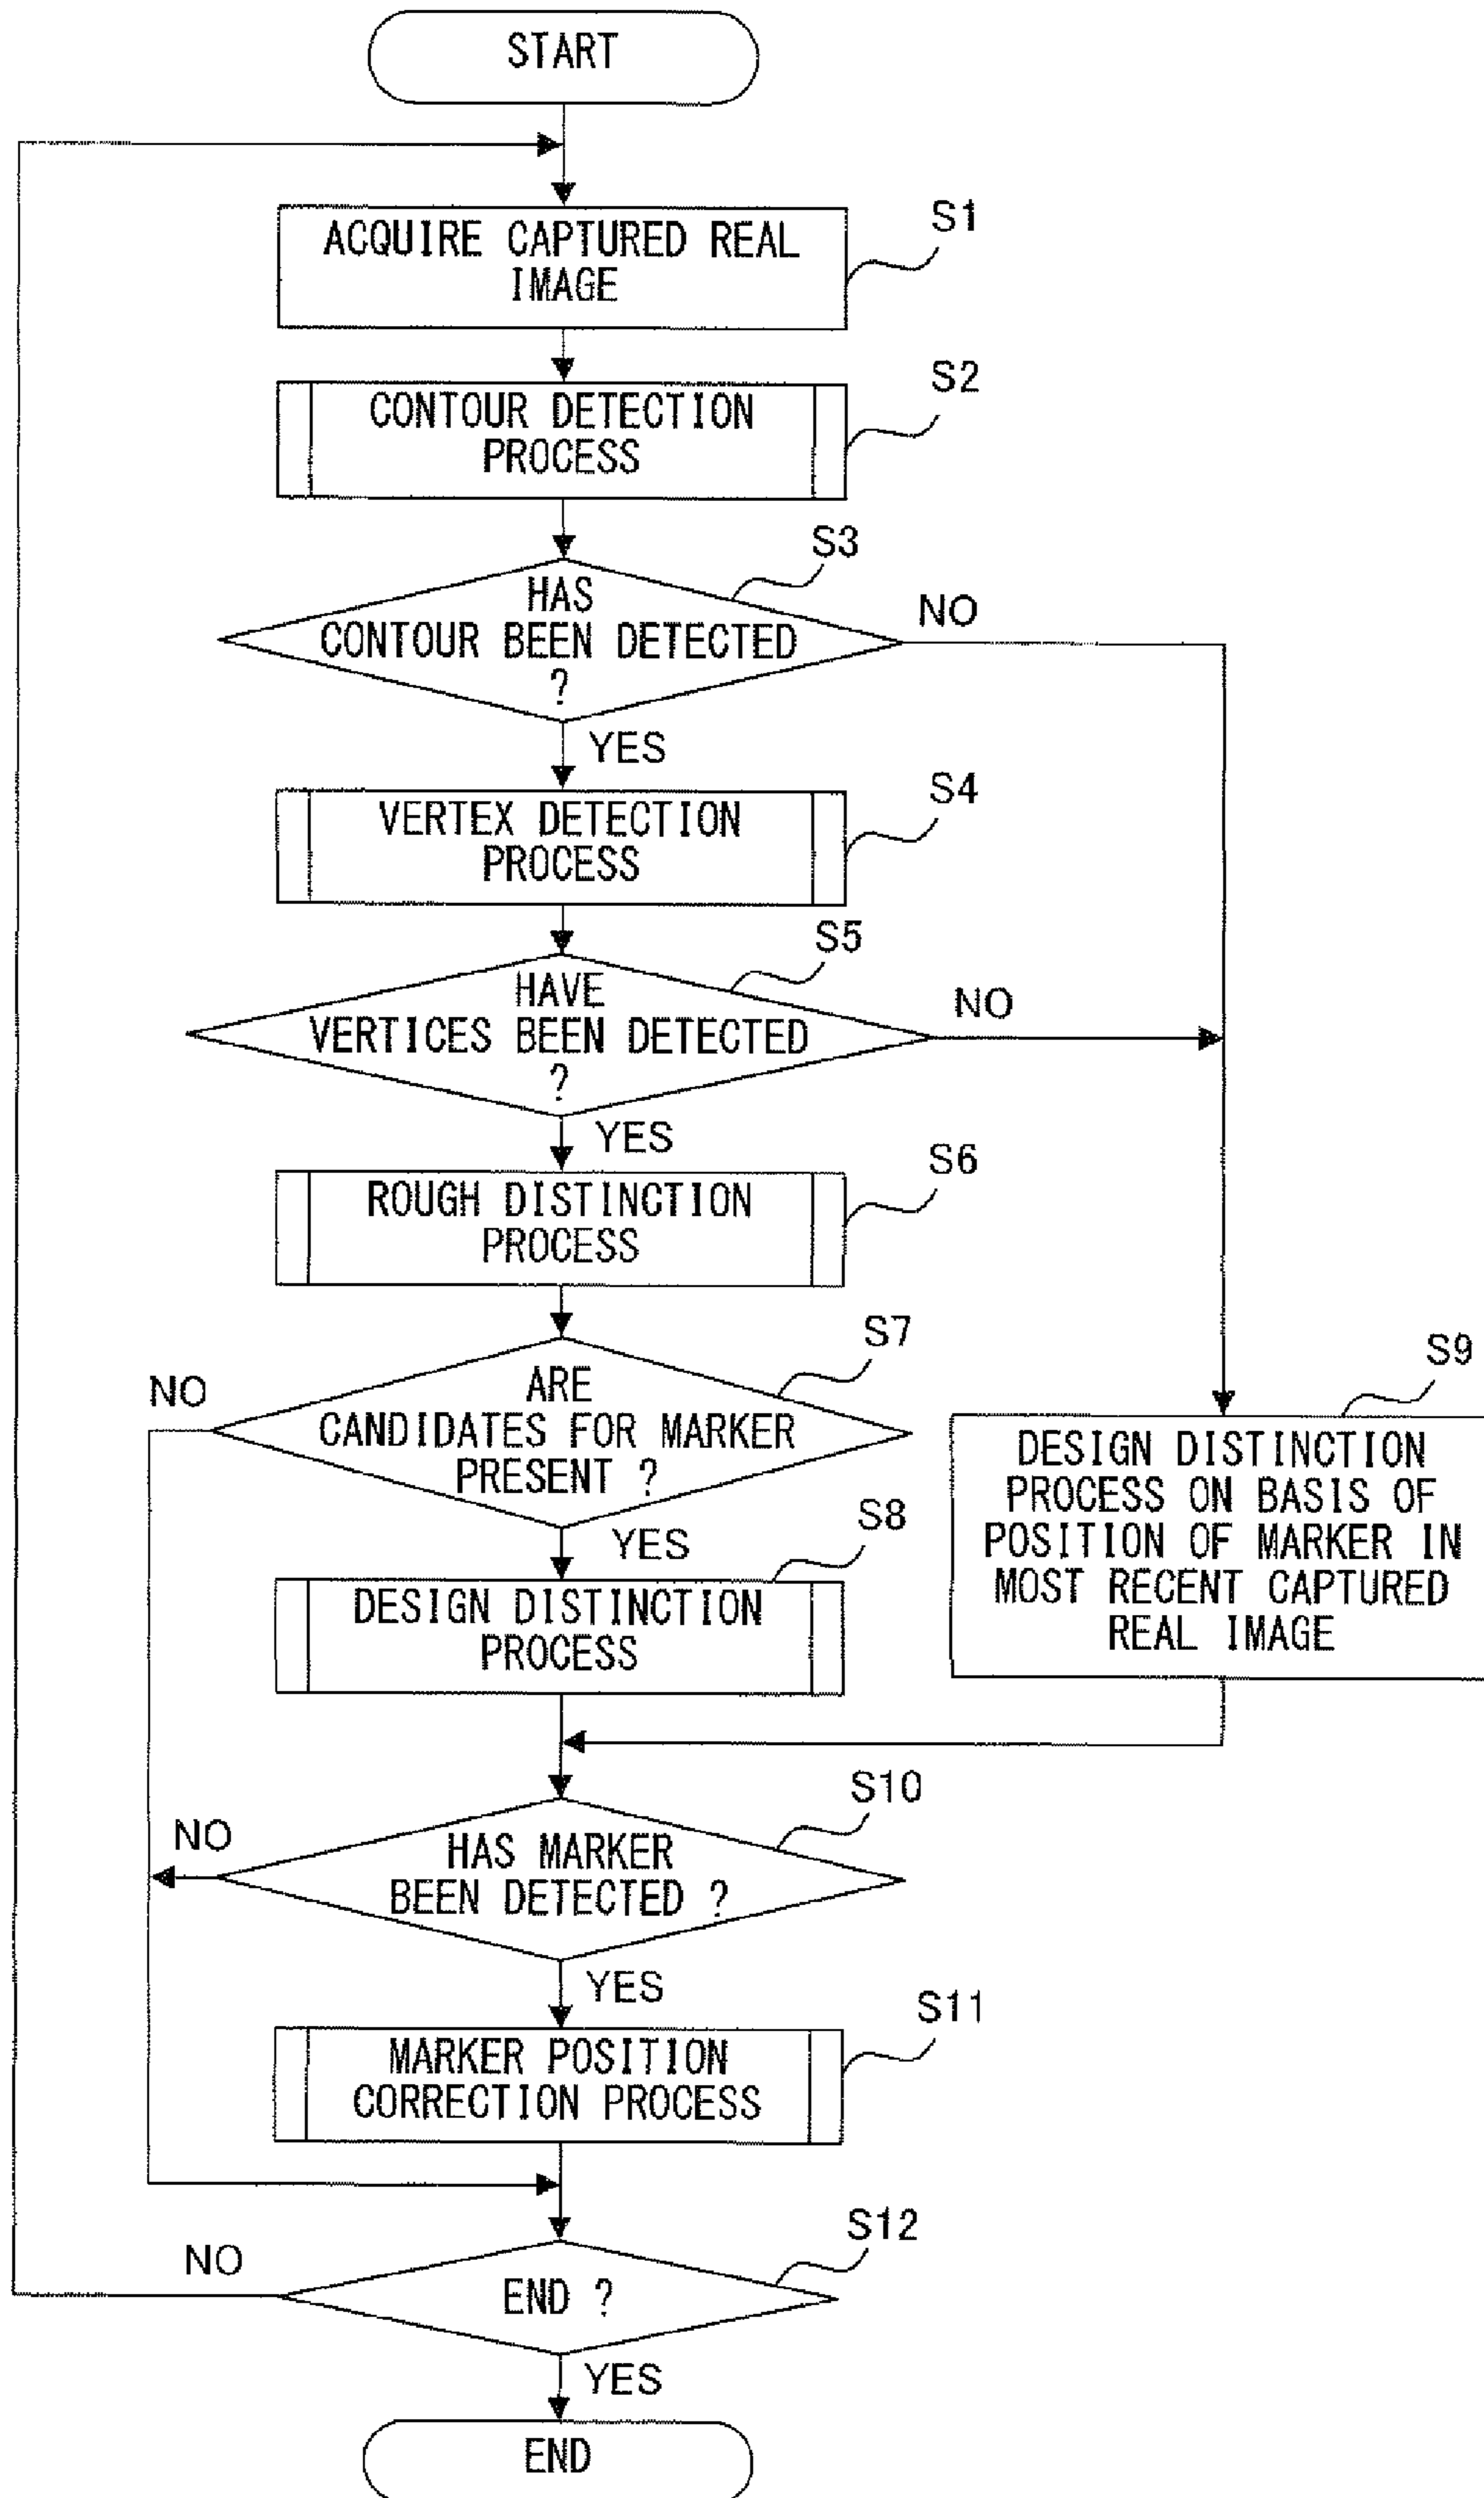 START
S1
ACQUIRE CAPTURED REAL
IMAGE
S2
CONTOUR DETECTION
PROCESS
S3
HAS
CONTOUR BEEN DETECTED
?
NO
YES
S4
VERTEX DETECTION
PROCESS
S5
HAVE
VERTICES BEEN DETECTED
?
NO
YES
S6
ROUGH DISTINCTION
PROCESS
S7
NO
ARE
CANDIDATES FOR MARKER
PRESENT ?
YES
S8
DESIGN DISTINCTION
PROCESS
S9
DESIGN DISTINCTION
PROCESS ON BASIS OF
POSITION OF MARKER IN
MOST RECENT CAPTURED
REAL IMAGE
S10
NO
HAS MARKER
BEEN DETECTED ?
YES
S11
MARKER POSITION
CORRECTION PROCESS
S12
NO
END ?
YES
END